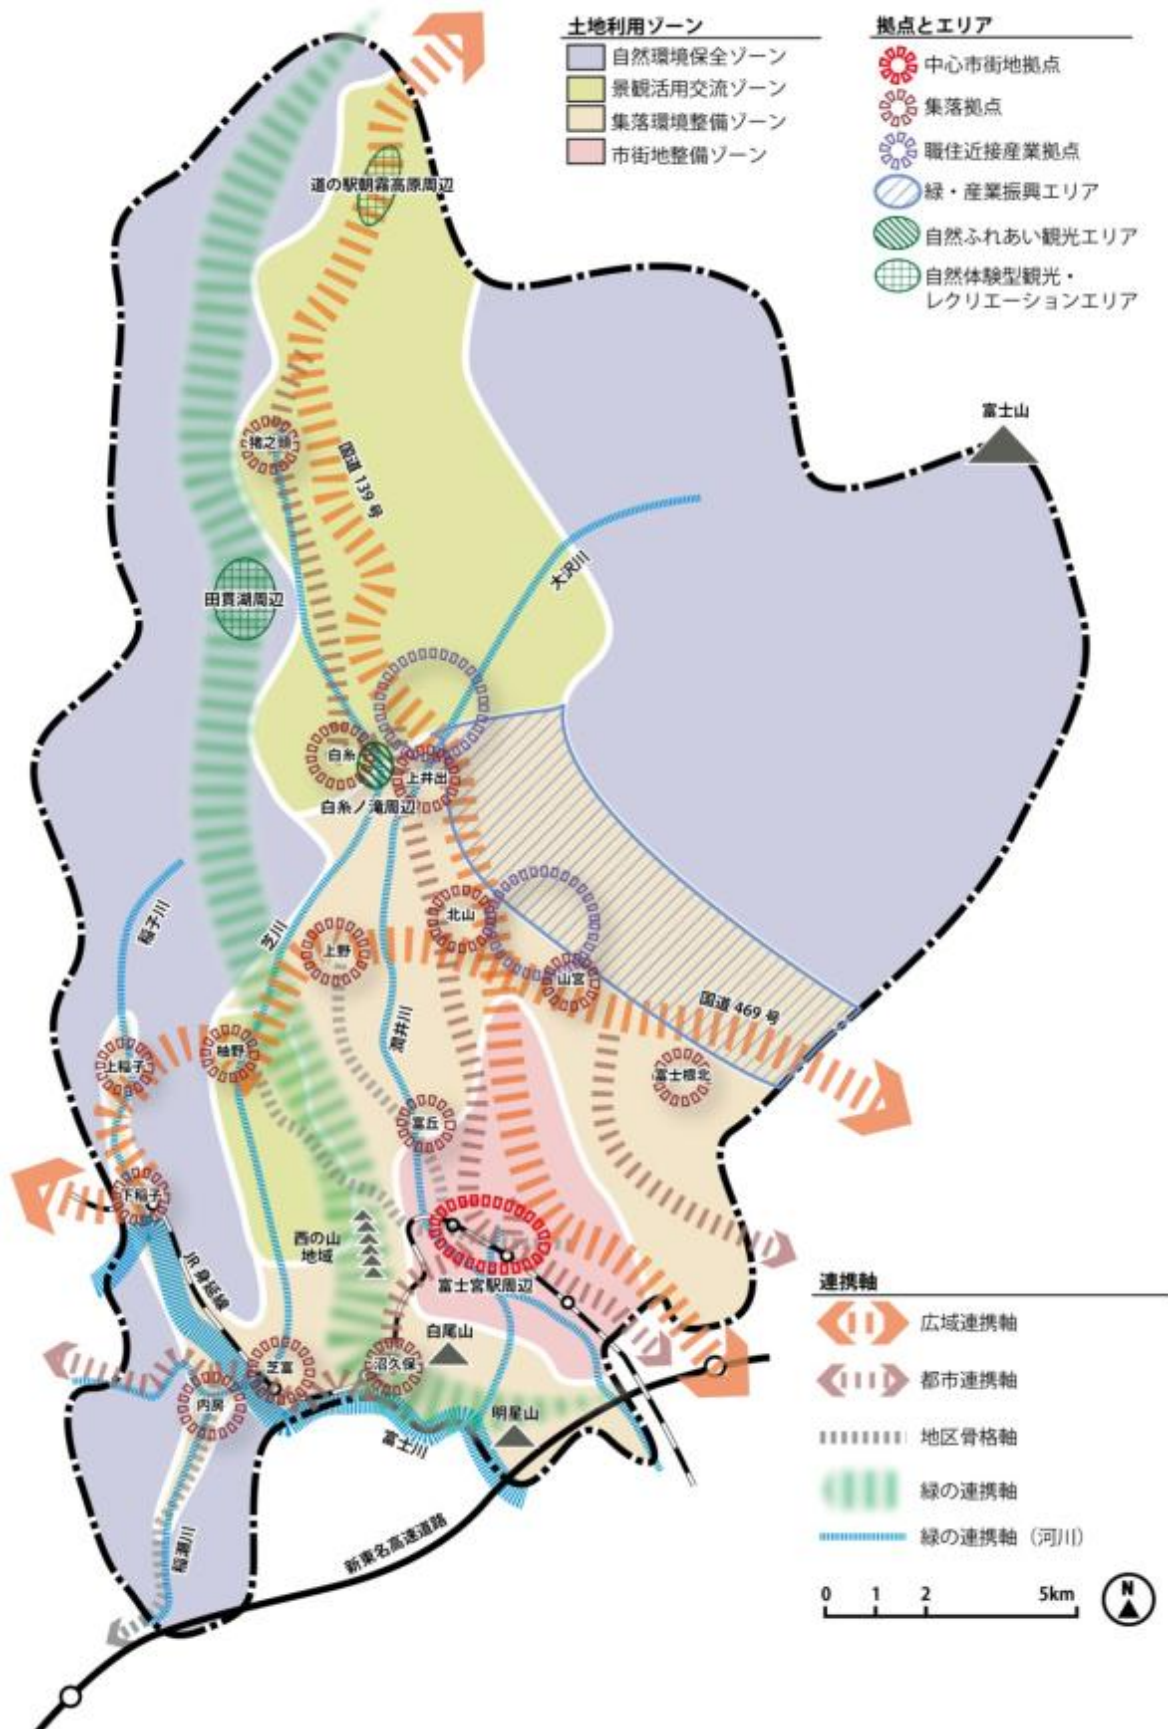 土地利用ゾーン
自然環境保全ゾーン
景観活用交流ゾーン
集落環境整備ゾーン
市街地整備ゾーン
拠点とエリア
中心市街地拠点
集落拠点
職住近接産業拠点
緑・産業振興エリア
自然ふれあい観光エリア
自然体験型観光・
レクリエーションエリア
道の駅朝霧高原周辺
富士山
猪之頭
国道 139 号
大沢川
田貫湖周辺
白糸
上井出
白糸ノ滝周辺
稲子川
芝川
北山
上野
山宮
国道 469 号
潤井川
上稲子
柚野
富士根北
富丘
下稲子
西の山
地域
JR 身延線
富士宮駅周辺
白尾山
芝富
沼久保
内房
明星山
富士川
稲瀬川
新東名高速道路
連携軸
広域連携軸
都市連携軸
地区骨格軸
緑の連携軸
緑の連携軸（河川）
0 1 2 5km
N